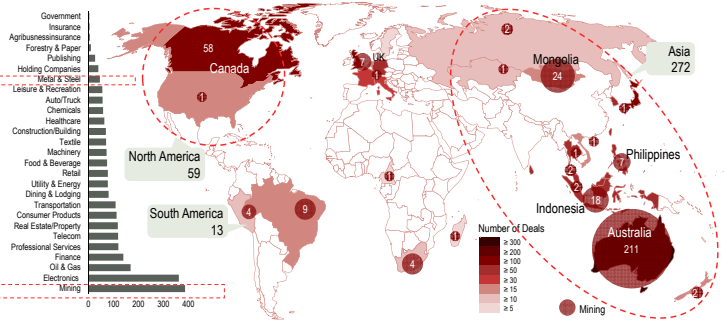 Government
Insurance
Agribusinessinsurance
Forestry & Paper
Publishing
Holding Companies
Metal & Steel
Leisure & Recreation
Auto/Truck
Chemicals
Healthcare
Construction/Building
Textile
Machinery
Food & Beverage
Retail
Utility & Energy
Dining & Lodging
Transportation
Consumer Products
Real Estate/Property
Telecom
Professional Services
Finance
Oil & Gas
Electronics
Mining
0 100 200 300 400
58
Canada
1
North America
59
South America
13
4
9
7
UK
1
1
4
1
2
1
Mongolia
24
Asia
272
1
1
1
2
Philippines
7
2
18
Indonesia
Australia
211
2
Number of Deals
≥ 300
≥ 200
≥ 100
≥ 50
≥ 30
≥ 15
≥ 10
≥ 5
Mining